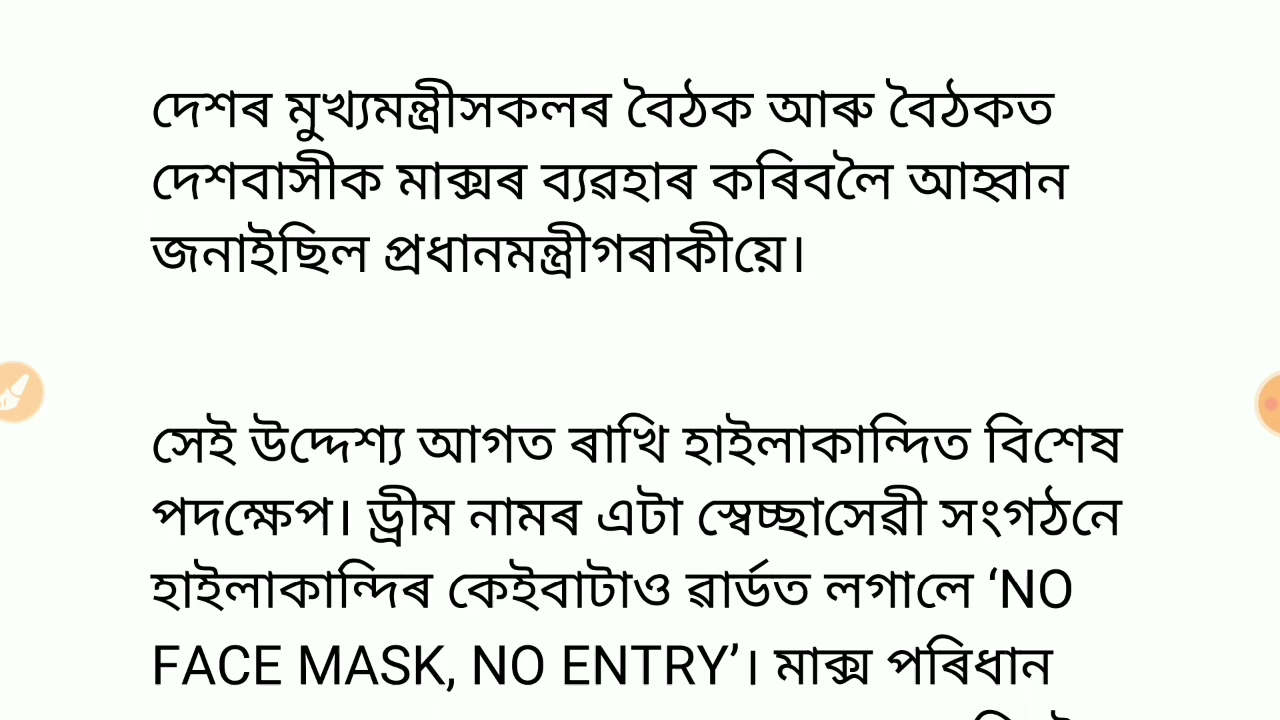 দেশৰ মুখ্যমন্ত্ৰীসকলৰ বৈঠক আৰু বৈঠকত
দেশবাসীক মাক্সৰ ব্যৱহাৰ কৰিবলৈ আহ্বান
জনাইছিল প্ৰধানমন্ত্ৰীগৰাকীয়ে।
সেই উদ্দেশ্য আগত ৰাখি হাইলাকান্দিত বিশেষ
পদক্ষেপ। ড্ৰীম নামৰ এটা স্বেচ্ছাসেৱী সংগঠনে
হাইলাকান্দিৰ কেইবাটাও ৱাৰ্ডত লগালে ‘NO
FACE MASK, NO ENTRY’। মাক্স পৰিধান